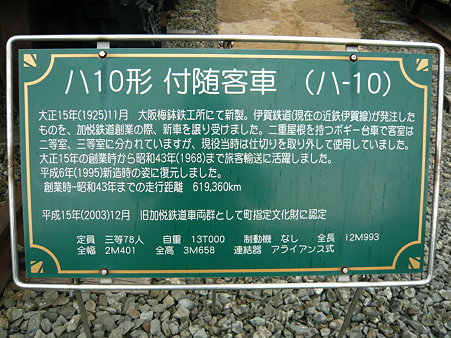 ハ10形 付随客車 (ハ-10)
大正15年(1925)11月 大阪梅鉢鉄工所にて新製。伊賀鉄道(現在の近鉄伊賀線)が発注した
ものを、加悦鉄道創業の際、新車を譲り受けました。二重屋根を持つボギー台車で客室は
二等室、三等室に分かれていますが、現役当時は仕切りを取り外して使用していました。
大正15年の創業時から昭和43年(1968)まで旅客輸送に活躍しました。
平成6年(1995)新造時の姿に復元しました。
創業時-昭和43年までの走行距離 619,360km
平成15年(2003)12月 旧加悦鉄道車両群として町指定文化財に認定
定員 三等78人 自重 13T000 制動機 なし 全長 12M993
全幅 2M401 全高 3M658 連結器 アライアンス式